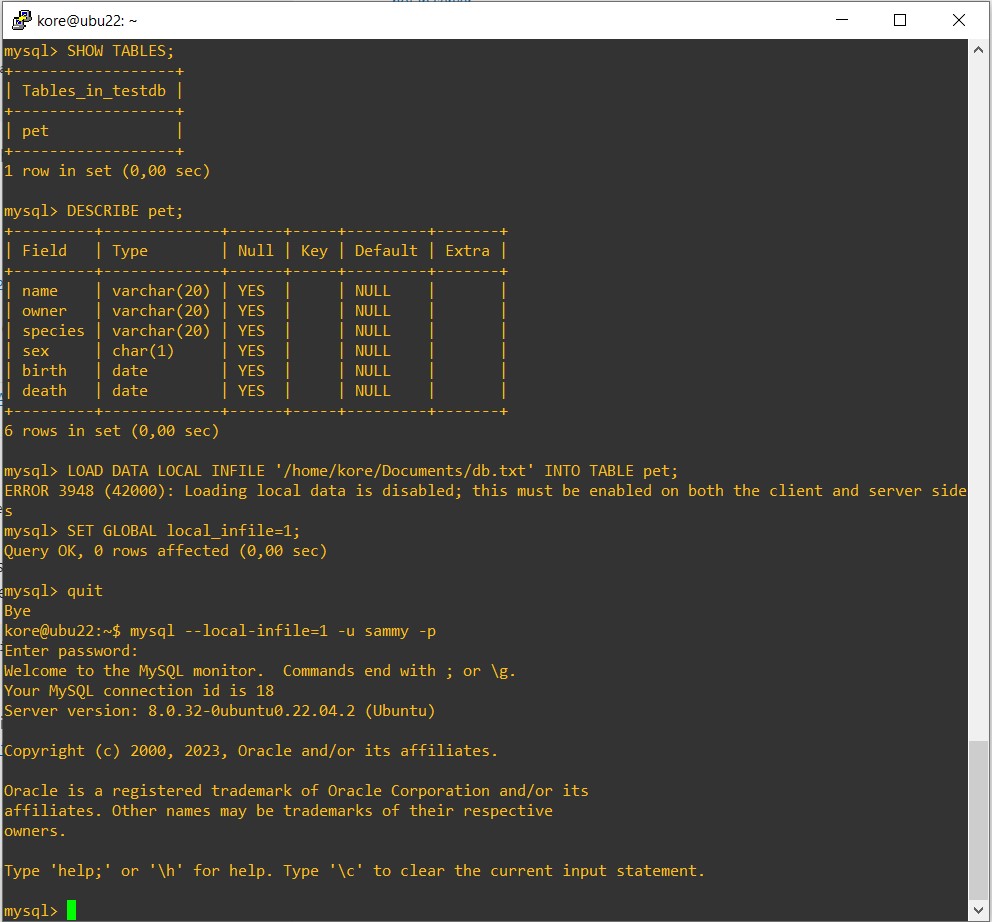 kore@ubu22: ~
mysql> SHOW TABLES;
+------------------+
| Tables_in_testdb |
+------------------+
| pet              |
+------------------+
1 row in set (0,00 sec)

mysql> DESCRIBE pet;
+---------+-------------+------+-----+---------+-------+
| Field   | Type        | Null | Key | Default | Extra |
+---------+-------------+------+-----+---------+-------+
| name    | varchar(20) | YES  |     | NULL    |       |
| owner   | varchar(20) | YES  |     | NULL    |       |
| species | varchar(20) | YES  |     | NULL    |       |
| sex     | char(1)     | YES  |     | NULL    |       |
| birth   | date        | YES  |     | NULL    |       |
| death   | date        | YES  |     | NULL    |       |
+---------+-------------+------+-----+---------+-------+
6 rows in set (0,00 sec)

mysql> LOAD DATA LOCAL INFILE '/home/kore/Documents/db.txt' INTO TABLE pet;
ERROR 3948 (42000): Loading local data is disabled; this must be enabled on both the client and server side
s
mysql> SET GLOBAL local_infile=1;
Query OK, 0 rows affected (0,00 sec)

mysql> quit
Bye
kore@ubu22:~$ mysql --local-infile=1 -u sammy -p
Enter password:
Welcome to the MySQL monitor.  Commands end with ; or \g.
Your MySQL connection id is 18
Server version: 8.0.32-0ubuntu0.22.04.2 (Ubuntu)

Copyright (c) 2000, 2023, Oracle and/or its affiliates.

Oracle is a registered trademark of Oracle Corporation and/or its
affiliates. Other names may be trademarks of their respective
owners.

Type 'help;' or '\h' for help. Type '\c' to clear the current input statement.

mysql>